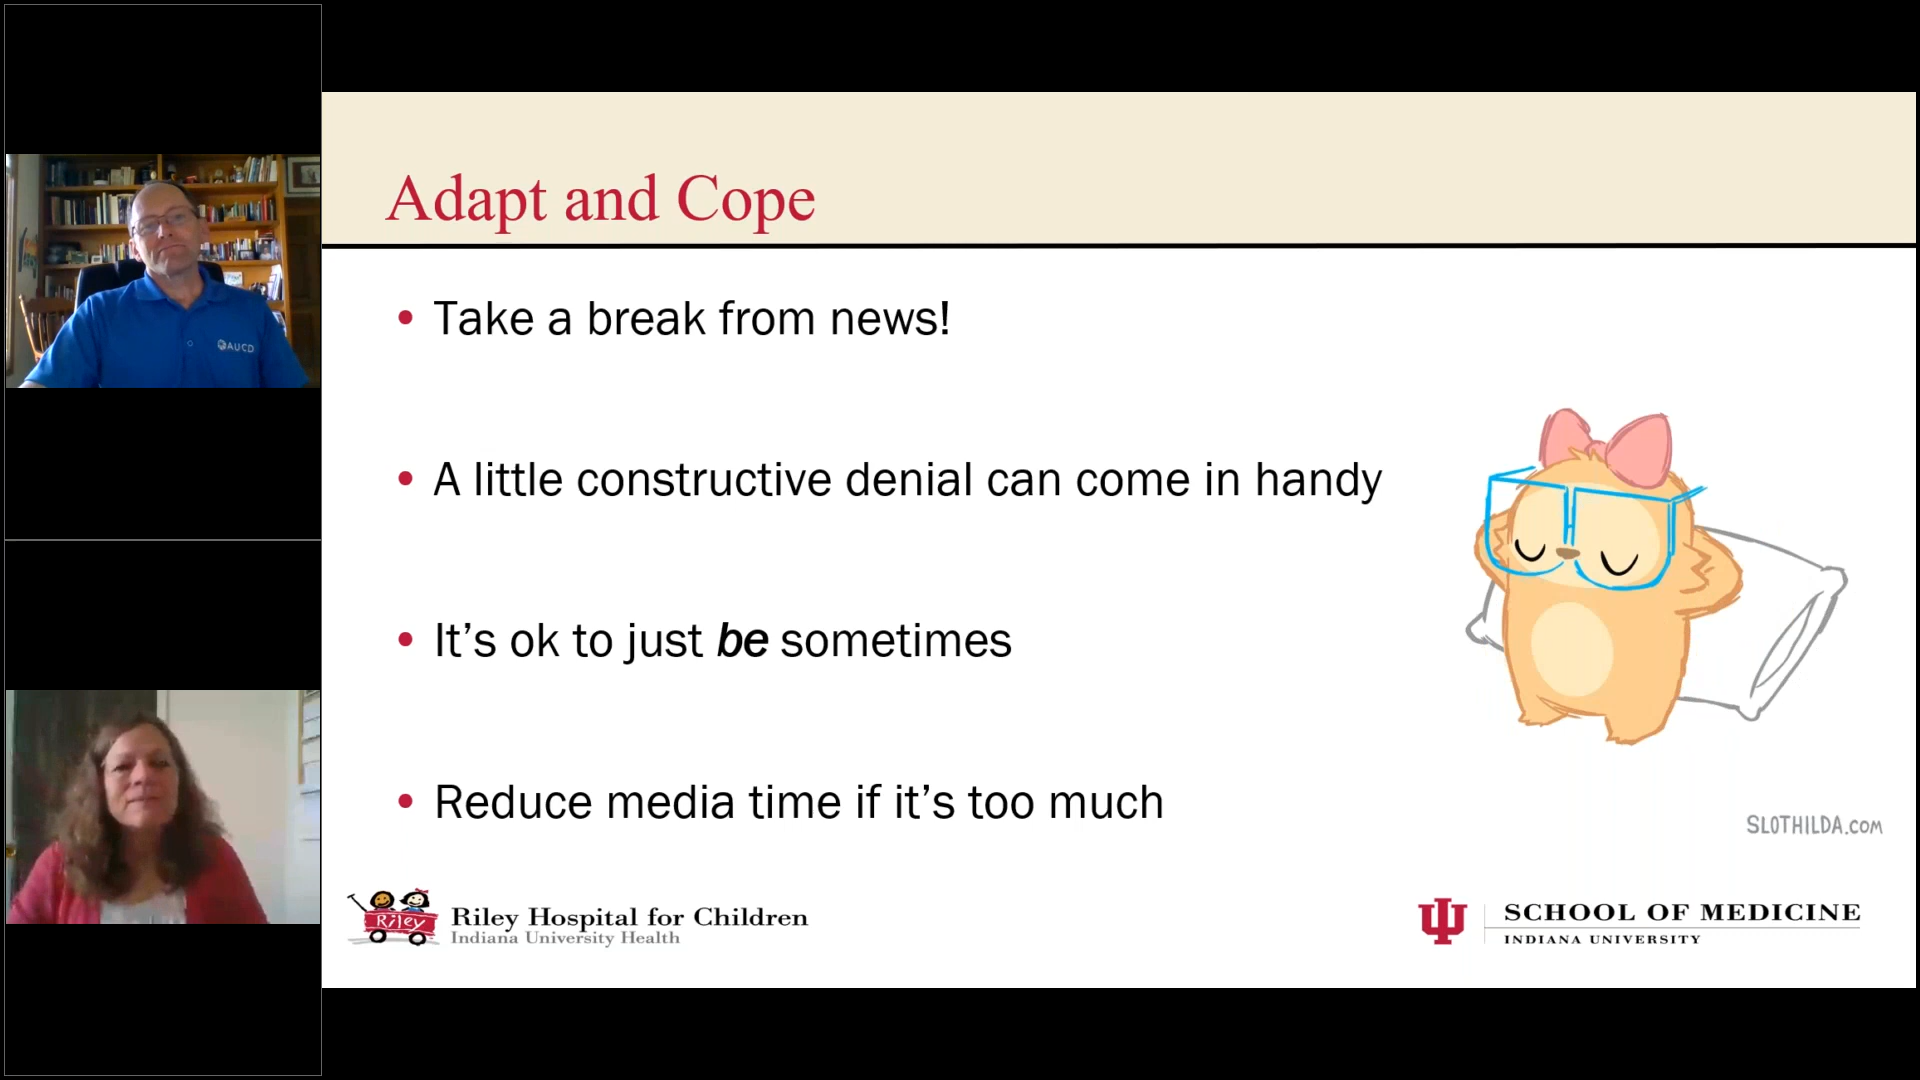 AUCD
Adapt and Cope
• Take a break from news!
• A little constructive denial can come in handy
• It’s ok to just be sometimes
• Reduce media time if it’s too much
SLOTHILDA.COM
Riley
Riley Hospital for Children
Indiana University Health
SCHOOL OF MEDICINE
INDIANA UNIVERSITY